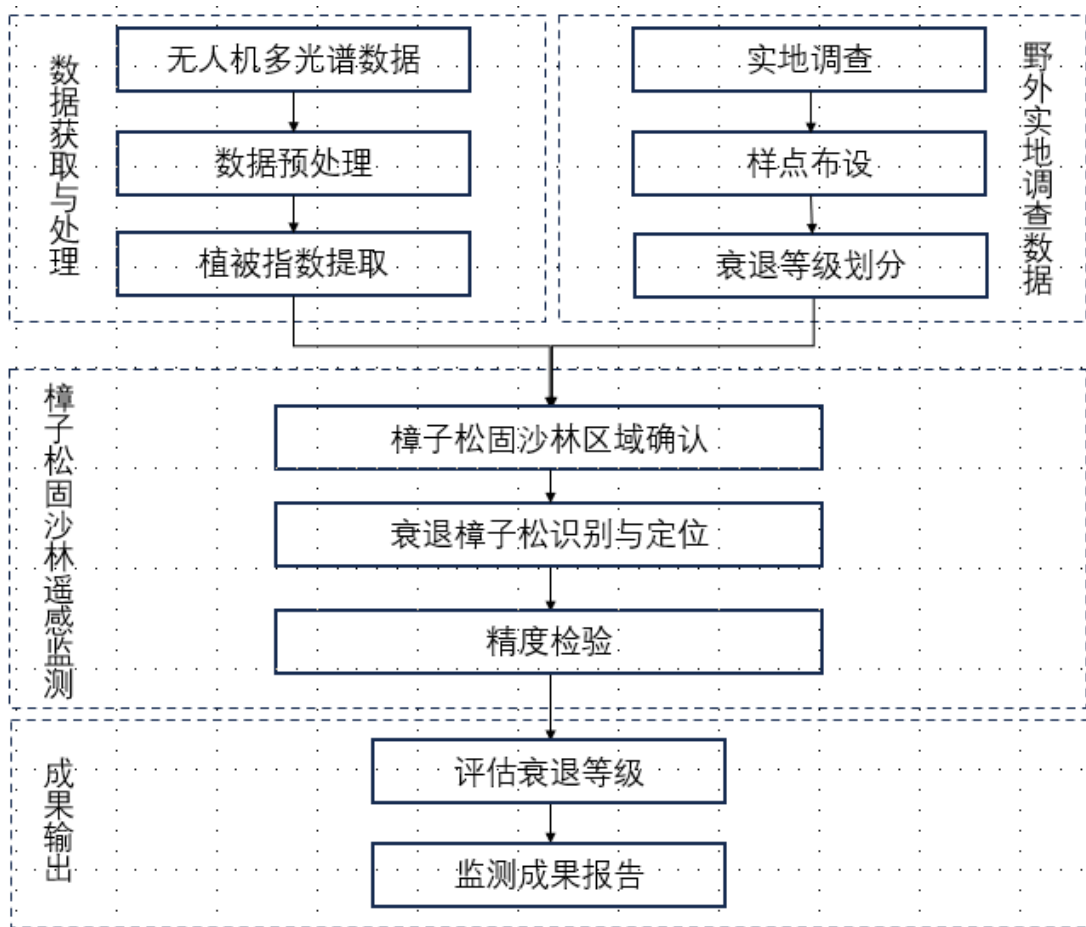 数据获取与处理
无人机多光谱数据
数据预处理
植被指数提取
野外实地调查数据
实地调查
样点布设
衰退等级划分
樟子松固沙林遥感监测
樟子松固沙林区域确认
衰退樟子松识别与定位
精度检验
成果输出
评估衰退等级
监测成果报告